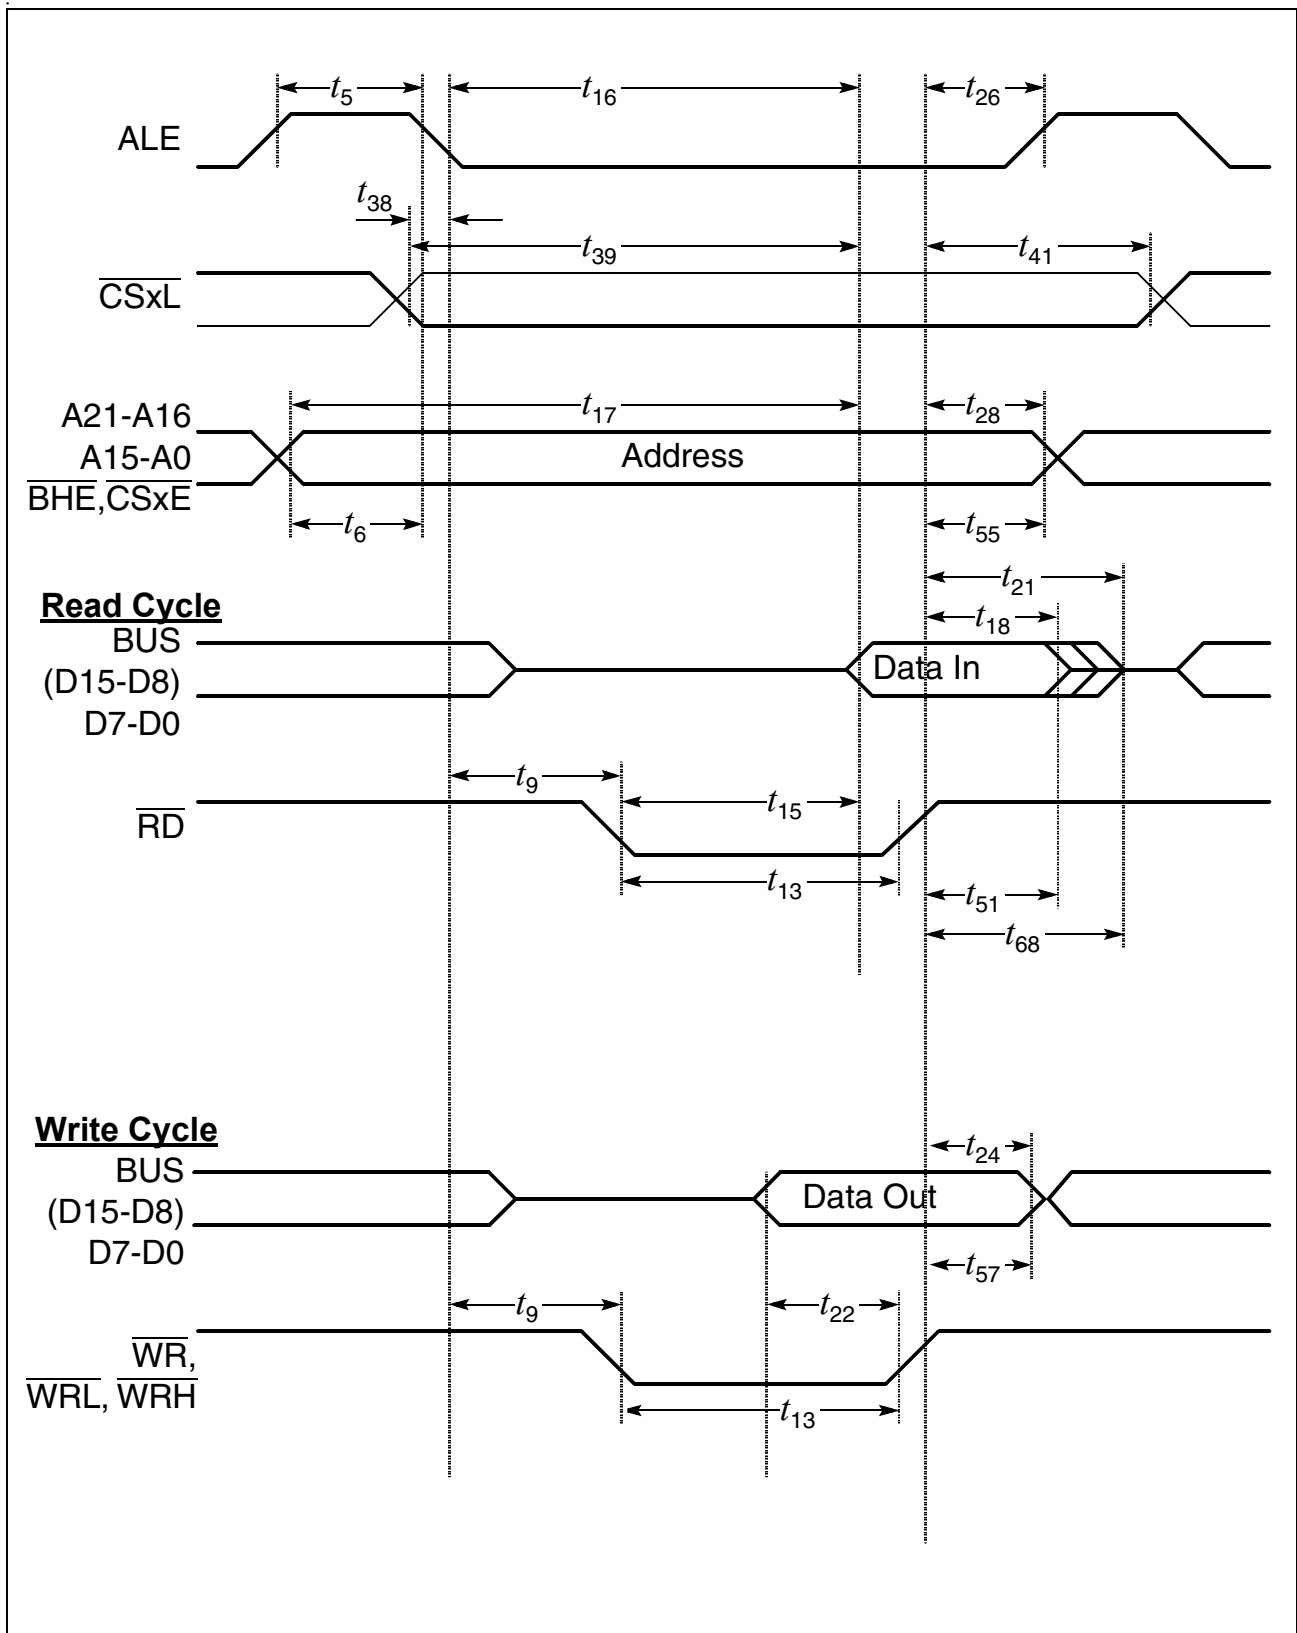 t5 t16 t26
ALE
t38
t39 t41
CSxL
t17 t28
A21-A16
A15-A0 Address
BHE,CSxE
t6 t55
t21
Read Cycle t18
BUS
(D15-D8) Data In
D7-D0
t9
t15
RD
t13 t51
t68
Write Cycle
t24
BUS
(D15-D8) Data Out
D7-D0
t57
t9 t22
WR,
WRL, WRH
t13